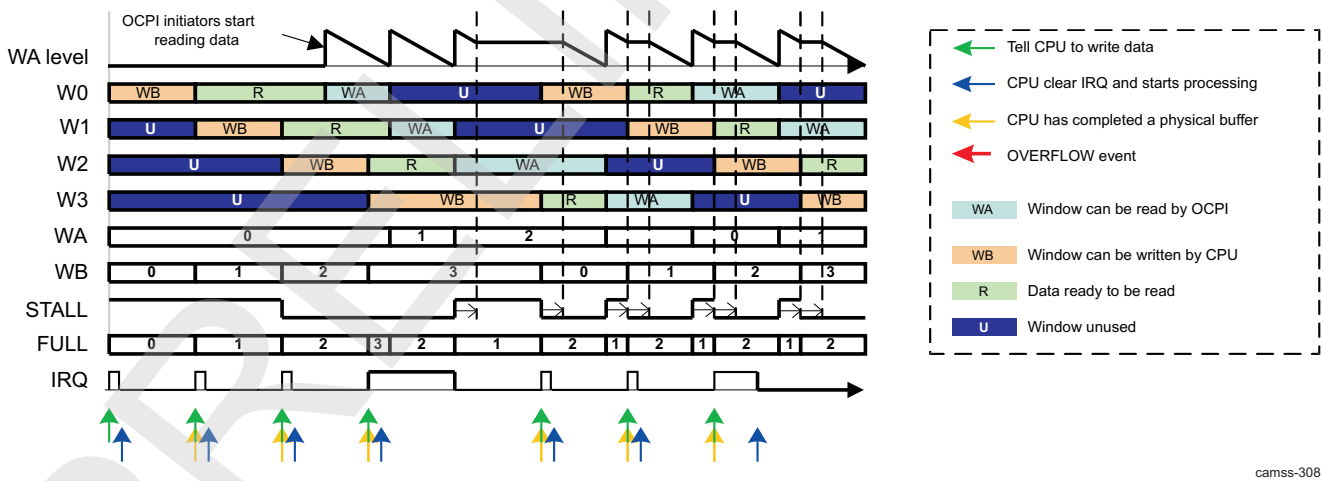 OCPI initiators start
reading data
WA level
W0 WB R WA U WB R WA U
W1 U WB R WA U WB R WA
W2 U WB R WA U WB R
W3 U WB R WA U WB
WA 0 1 2 0 1
WB 0 1 2 3 0 1 2 3
STALL
FULL 0 1 2 3 2 1 2 1 2 1 2 1 2
IRQ
Tell CPU to write data
CPU clear IRQ and starts processing
CPU has completed a physical buffer
OVERFLOW event
WA Window can be read by OCPI
WB Window can be written by CPU
R Data ready to be read
U Window unused
camss-308